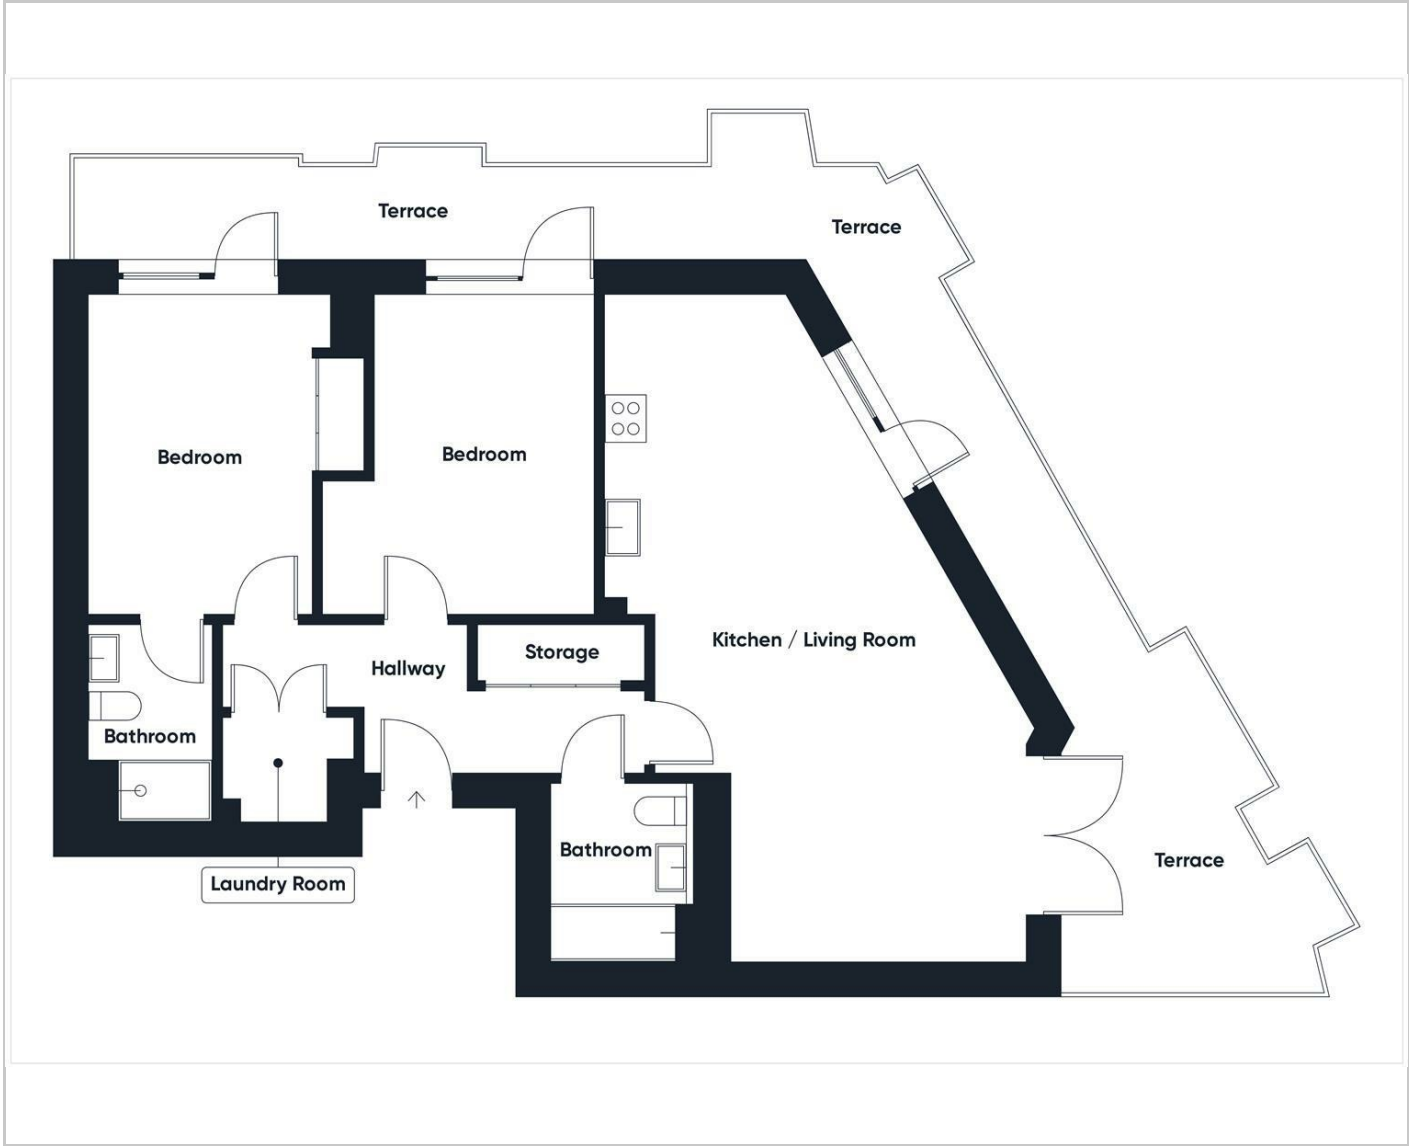 Terrace
Terrace
Bedroom
Bedroom
Kitchen / Living Room
Storage
Hallway
Bathroom
Bathroom
Terrace
Laundry Room